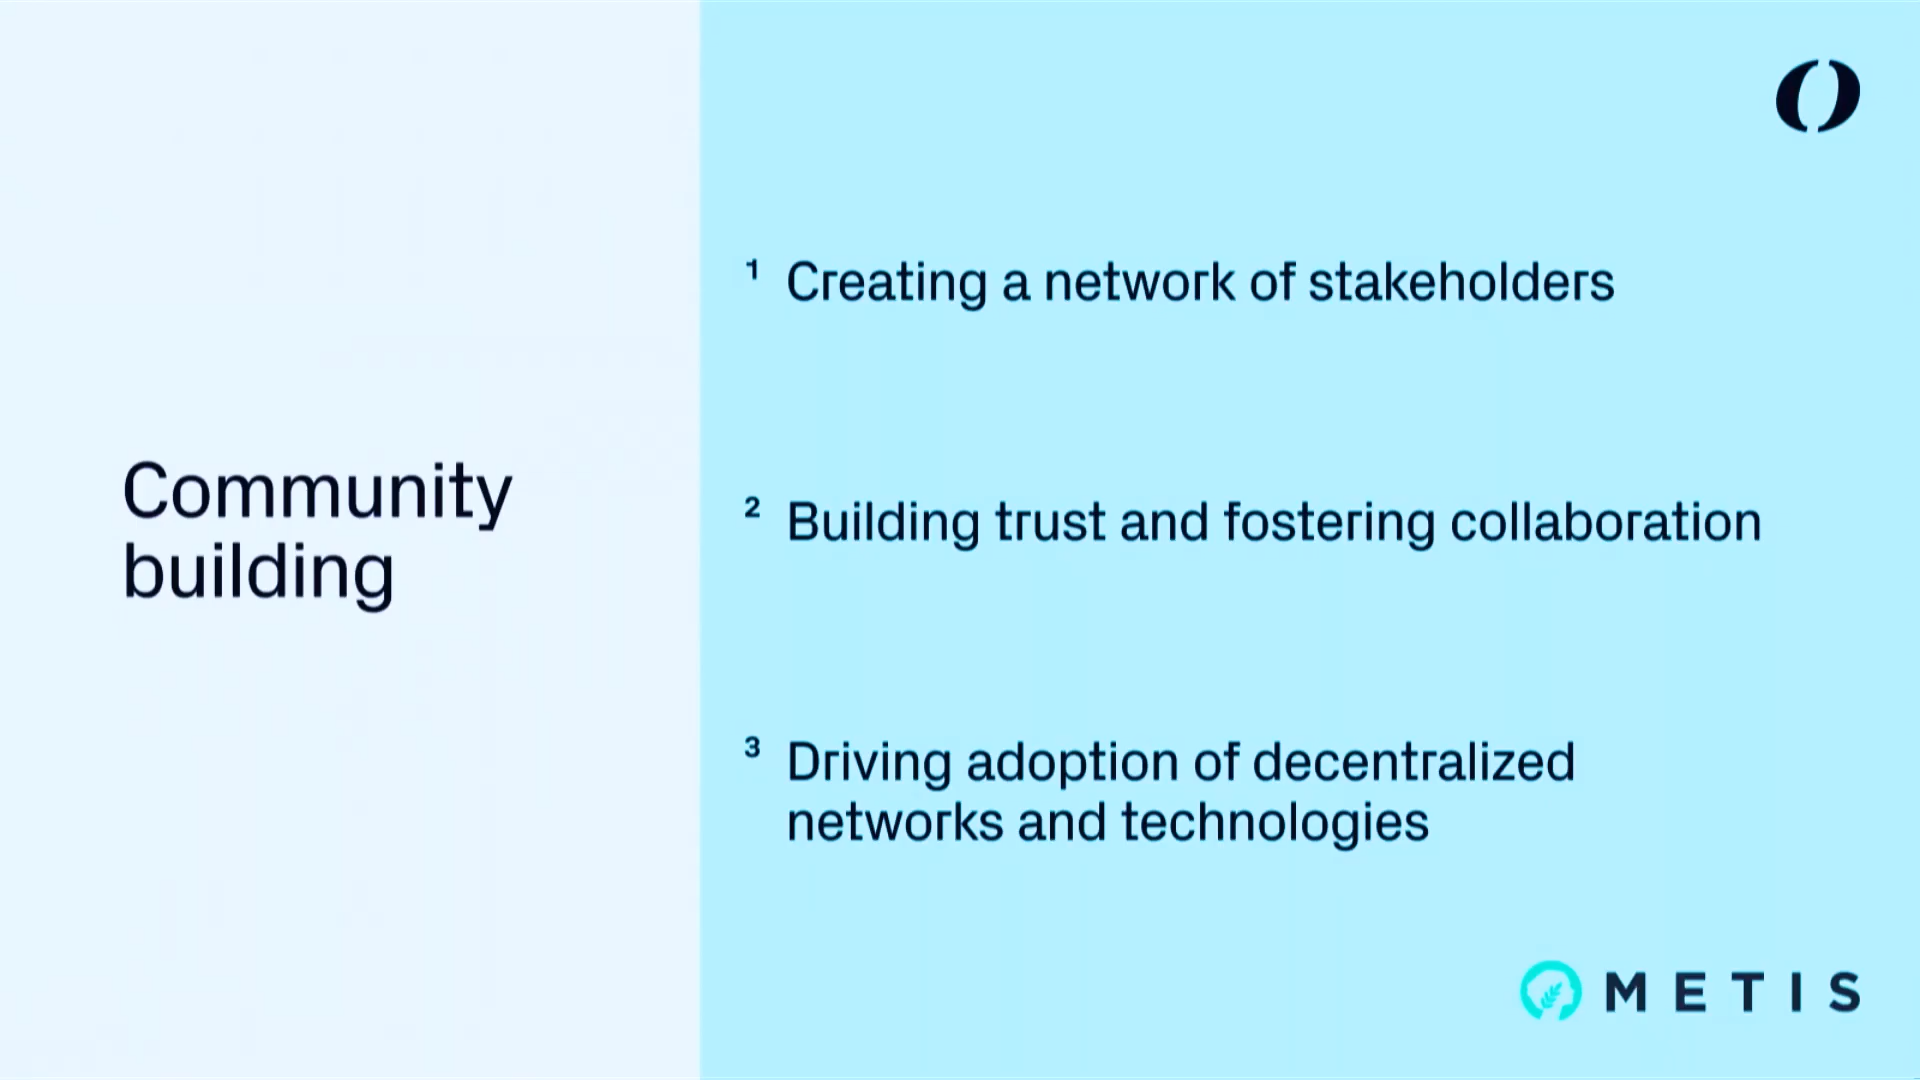 Community
building
1 Creating a network of stakeholders
2 Building trust and fostering collaboration
3 Driving adoption of decentralized
networks and technologies
METIS